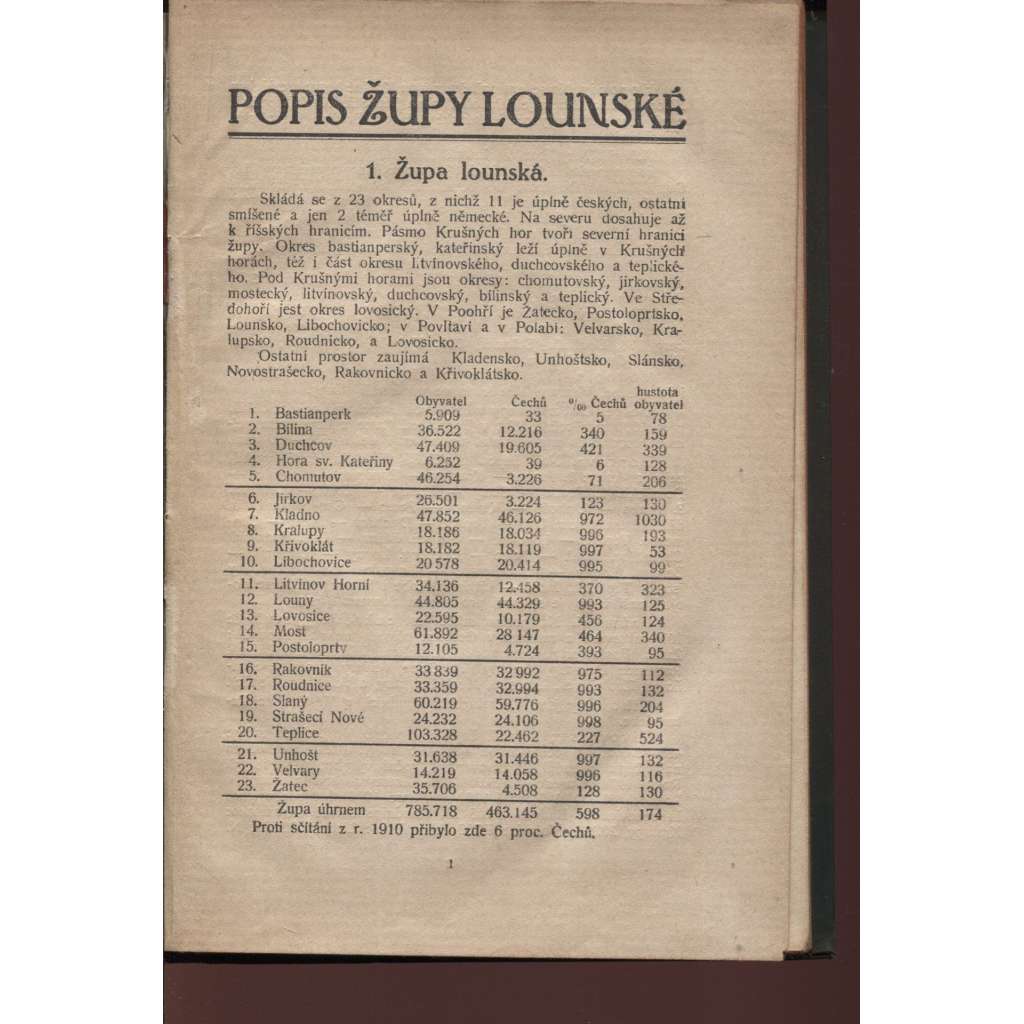 POPIS ŽUPY LOUNSKÉ
1. Župa lounská.
Skládá se z 23 okresů, z nichž 11 je úplně českých, ostatní
smíšené a jen 2 téměř úplně německé. Na severu dosahuje až
k říšských hranicím. Pásmo Krušných hor tvoří severní hranici
župy. Okres bastianperský, kateřinský leží úplně v Krušných
horách, též i část okresu litvínovského, duchcovského a teplické-
ho. Pod Krušnými horami jsou okresy: chomutovský, jirkovský,
mostecký, litvinovský, duchcovský, bílinský a teplický. Ve Stře-
dohoří jest okres lovosický. V Poohří je Žatecko, Postoloprtsko,
Lounsko, Libochovicko; v Povltaví a v Polabí: Velvarsko, Kra-
lupsko, Roudnicko, a Lovosicko.
Ostatní prostor zaujímá Kladensko, Unhoštsko, Slánsko,
Novostrašecko, Rakovnicko a Křivoklátsko.
Obyvatel Čechů ‰ Čechů hustota obyvatel
1. Bastianperk 5.909 33 5 78
2. Bílina 36.522 12.216 340 159
3. Duchcov 47.409 19.605 421 339
4. Hora sv. Kateřiny 6.252 39 6 128
5. Chomutov 46.254 3.226 71 206
6. Jirkov 26.501 3.224 123 130
7. Kladno 47.852 46.126 972 1030
8. Kralupy 18.186 18.034 996 193
9. Křivoklát 18.182 18.119 997 53
10. Libochovice 20 578 20.414 995 99
11. Litvínov Horní 34.136 12.458 370 323
12. Louny 44.805 44.329 993 125
13. Lovosice 22.595 10.179 456 124
14. Most 61.892 28 147 464 340
15. Postoloprty 12.105 4.724 393 95
16. Rakovník 33 839 32 992 975 112
17. Roudnice 33.359 32.994 993 132
18. Slaný 60.219 59.776 996 204
19. Strašecí Nové 24.232 24.106 998 95
20. Teplice 103.328 22.462 227 524
21. Unhošt 31.638 31.446 997 132
22. Velvary 14.219 14.058 996 116
23. Žatec 35.706 4.508 128 130
Župa úhrnem 785.718 463.145 598 174
Proti sčítání z r. 1910 přibylo zde 6 proc. Čechů.
1